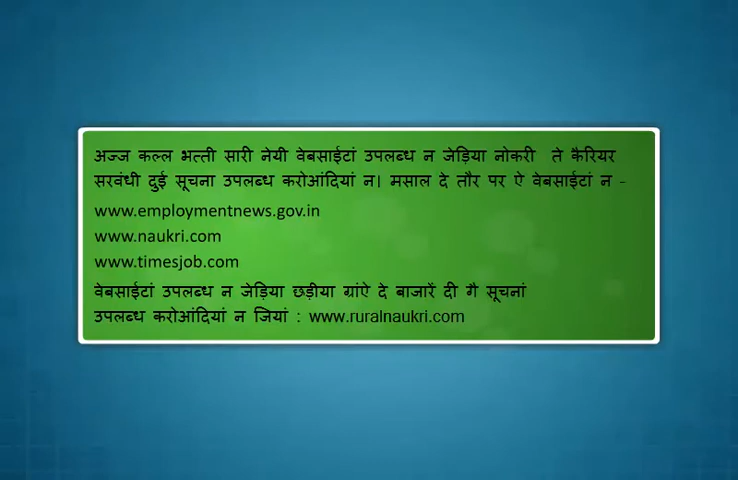 अज्ज कल्ल भत्ती सारी नेयी वेबसाईटां उपलब्ध न जेड़िया नोकरी ते कैरियर
सरवंधी दुई सूचना उपलब्ध करोआंदियां न। मसाल दे तौर पर ऐ वेबसाईटां न -
www.employmentnews.gov.in
www.naukri.com
www.timesjob.com
वेबसाईटां उपलब्ध न जेड़िया छड़ीया ग्रांऐ दे बाजारें दी गै सूचनां
उपलब्ध करोआंदियां न जियां : www.ruralnaukri.com